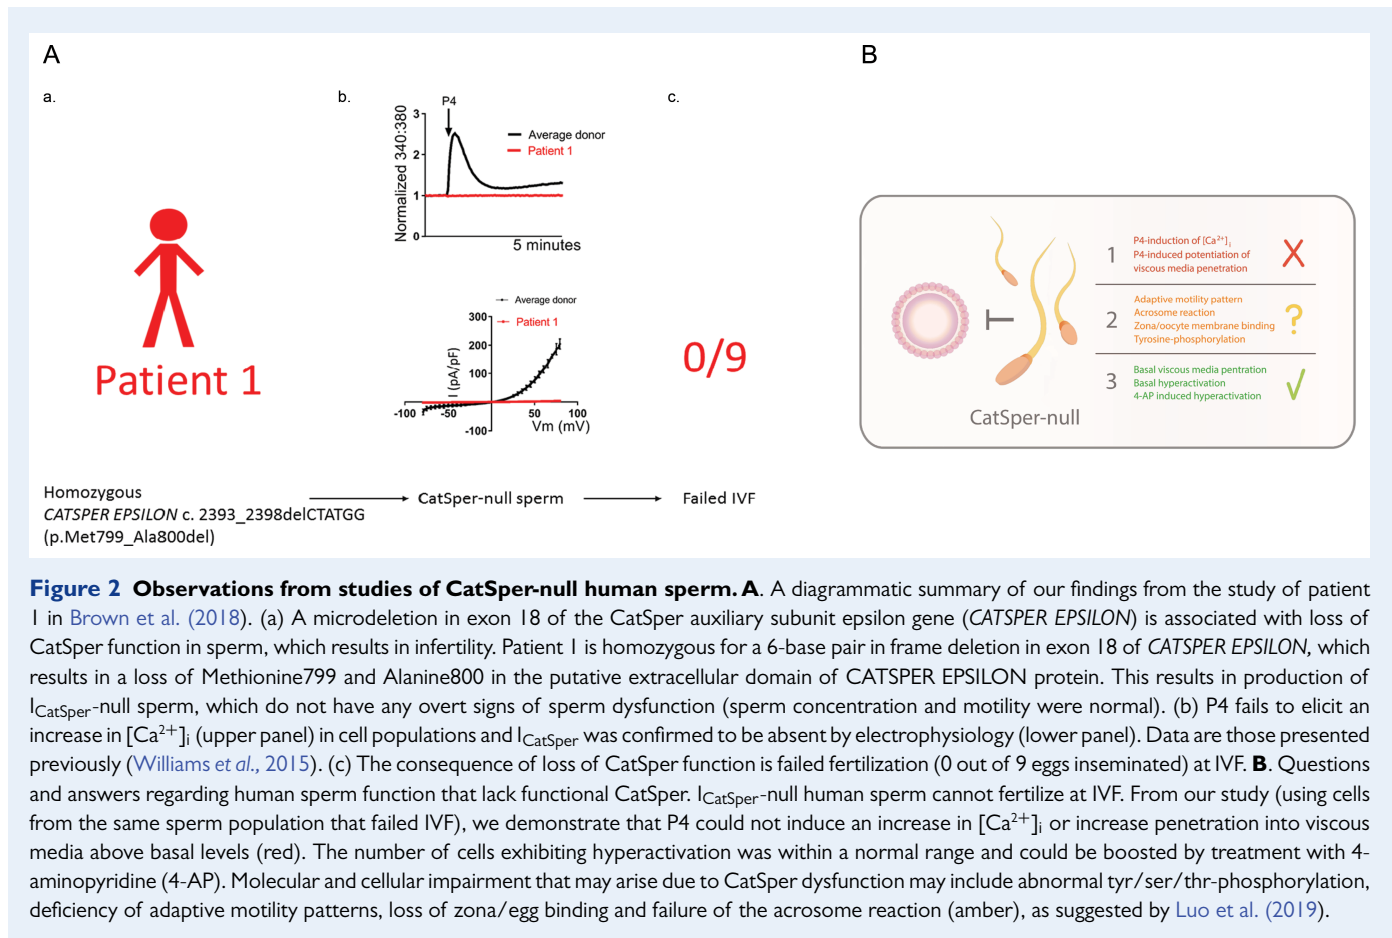 A
B
a.
b.
c.
P4
Normalized 340:380
3
2
1
0
Average donor
Patient 1
5 minutes
Patient 1
I (pA/pF)
300
200
100
-100
-100
-50
50
100
Vm (mV)
Average donor
Patient 1
0/9
Homozygous
CATSPER EPSILON c. 2393_2398delCTATGG
(p.Met799_Ala800del)
CatSper-null sperm
Failed IVF
CatSper-null
1
P4-induction of [Ca²⁺]i
P4-induced potentiation of
viscous media penetration
X
2
Adaptive motility pattern
Acrosome reaction
Zona/oocyte membrane binding
Tyrosine-phosphorylation
?
3
Basal viscous media pentration
Basal hyperactivation
4-AP induced hyperactivation
√
Figure 2 Observations from studies of CatSper-null human sperm. A. A diagrammatic summary of our findings from the study of patient
1 in Brown et al. (2018). (a) A microdeletion in exon 18 of the CatSper auxiliary subunit epsilon gene (CATSPER EPSILON) is associated with loss of
CatSper function in sperm, which results in infertility. Patient 1 is homozygous for a 6-base pair in frame deletion in exon 18 of CATSPER EPSILON, which
results in a loss of Methionine799 and Alanine800 in the putative extracellular domain of CATSPER EPSILON protein. This results in production of
ICatSper-null sperm, which do not have any overt signs of sperm dysfunction (sperm concentration and motility were normal). (b) P4 fails to elicit an
increase in [Ca²⁺]i (upper panel) in cell populations and ICatSper was confirmed to be absent by electrophysiology (lower panel). Data are those presented
previously (Williams et al., 2015). (c) The consequence of loss of CatSper function is failed fertilization (0 out of 9 eggs inseminated) at IVF. B. Questions
and answers regarding human sperm function that lack functional CatSper. ICatSper-null human sperm cannot fertilize at IVF. From our study (using cells
from the same sperm population that failed IVF), we demonstrate that P4 could not induce an increase in [Ca²⁺]i or increase penetration into viscous
media above basal levels (red). The number of cells exhibiting hyperactivation was within a normal range and could be boosted by treatment with 4-
aminopyridine (4-AP). Molecular and cellular impairment that may arise due to CatSper dysfunction may include abnormal tyr/ser/thr-phosphorylation,
deficiency of adaptive motility patterns, loss of zona/egg binding and failure of the acrosome reaction (amber), as suggested by Luo et al. (2019).